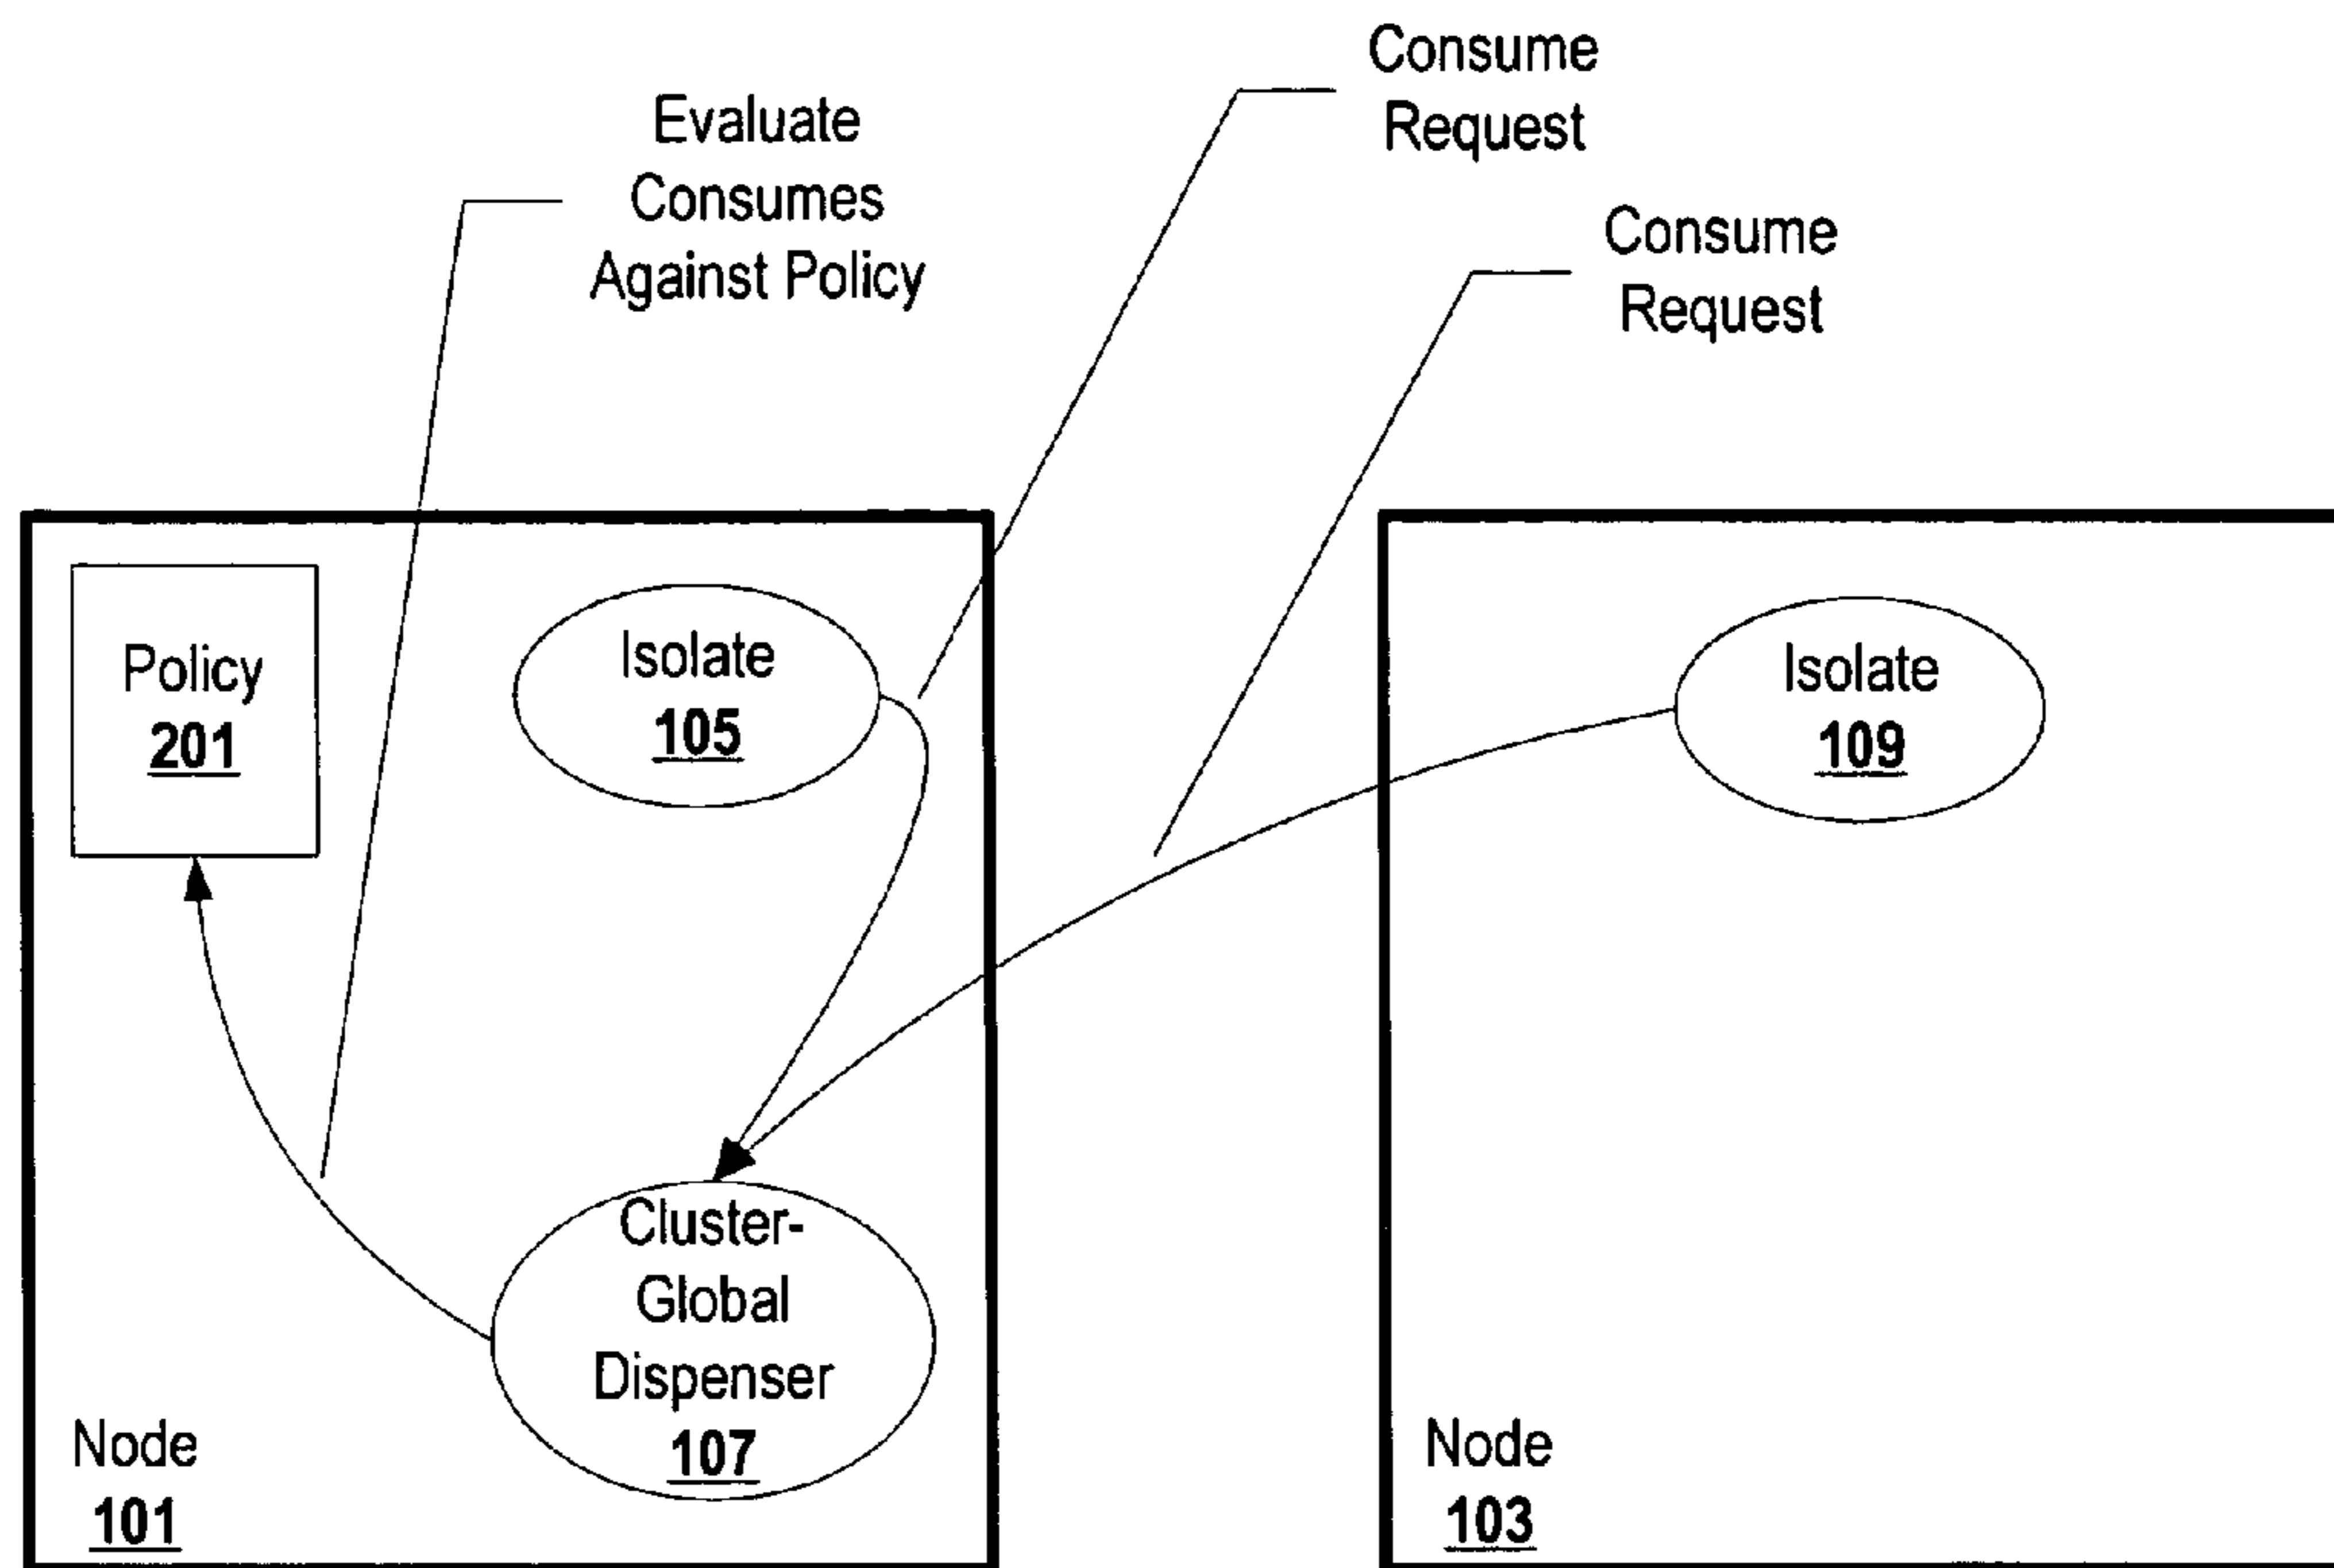 Consume
Request
Evaluate
Consumes
Against Policy
Consume
Request
Policy
201
Isolate
105
Isolate
109
Cluster-
Global
Dispenser
107
Node
101
Node
103